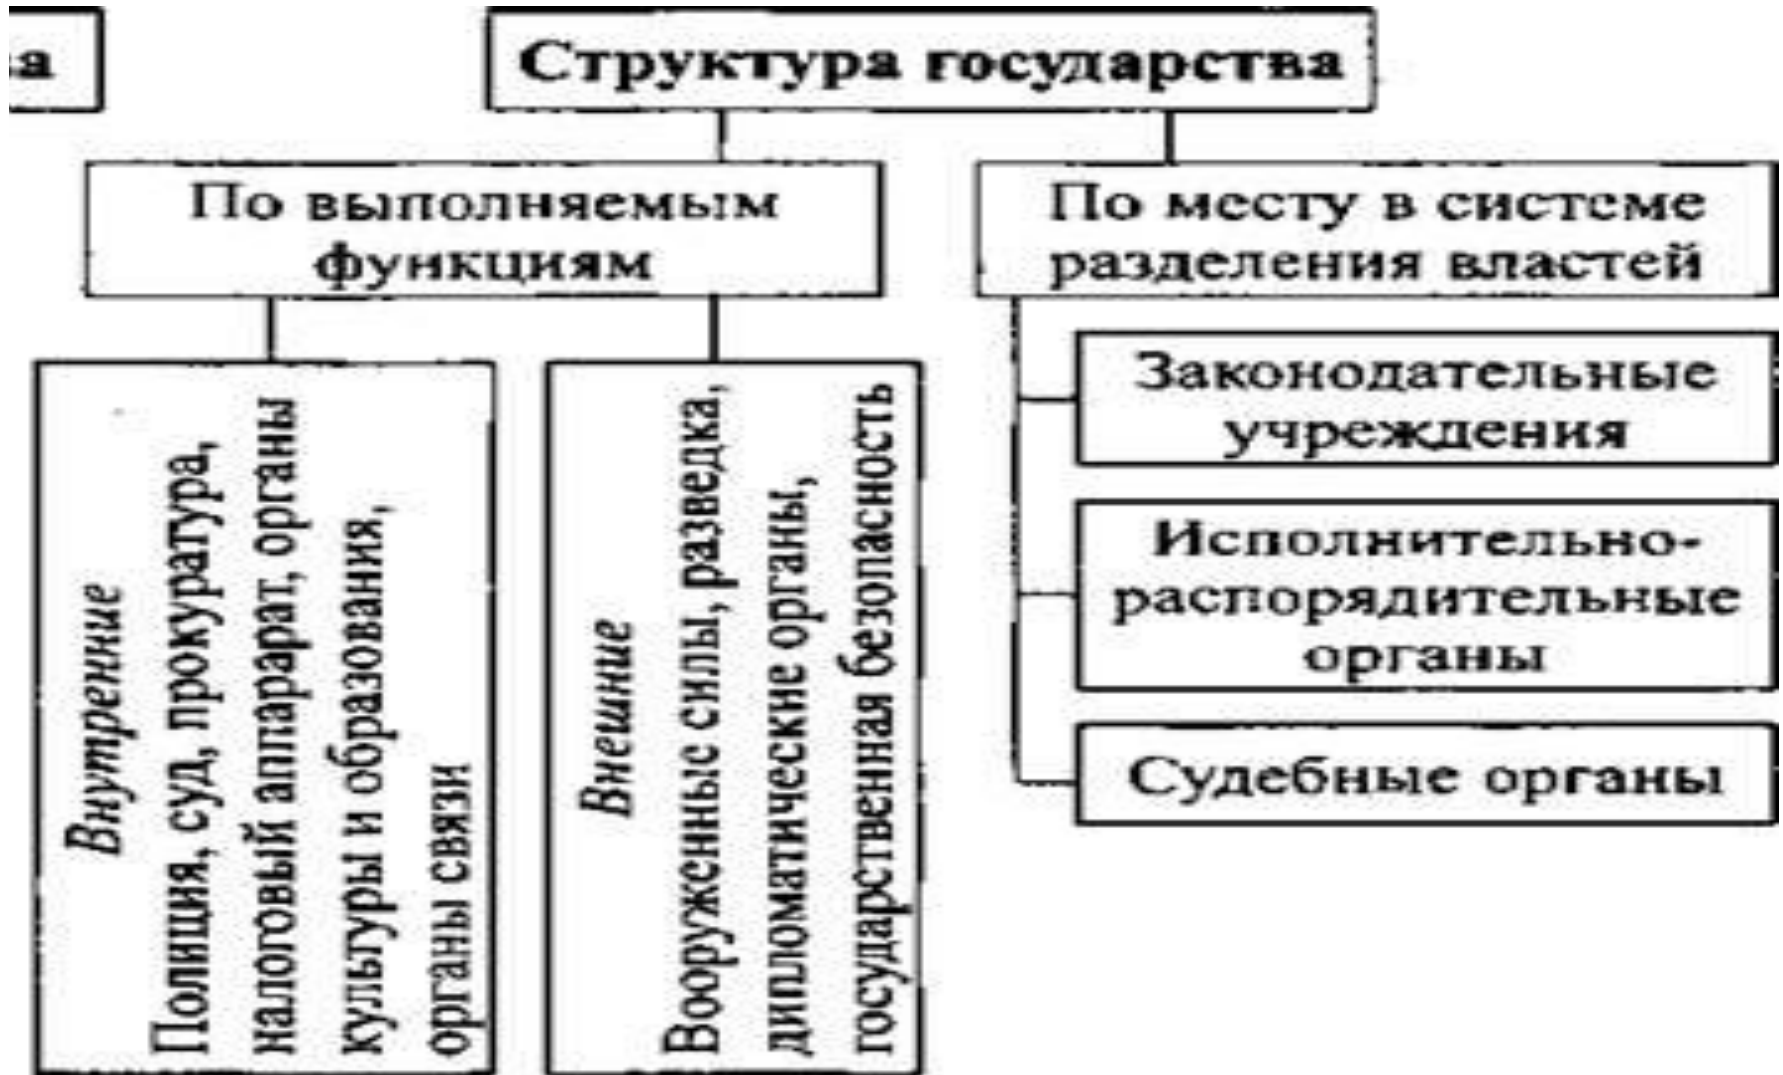 ва
Структура государства
По выполняемым
функциям
По месту в системе
разделения властей
Внутренние
Полиция, суд, прокуратура,
налоговый аппарарат, органы
культуры и образования,
органы связи
Внешние
Вооруженные силы, разведка,
дипломатические органы,
государственная безопасность
Законодательные
учреждения
Исполнительно-
распорядительные
органы
Судебные органы